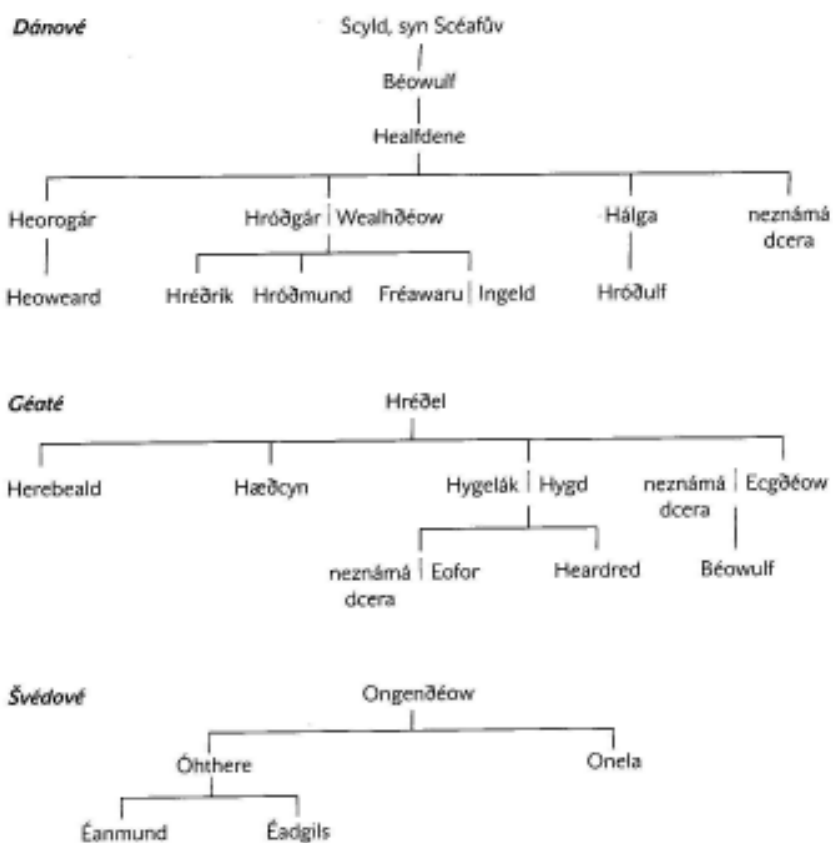 Dánové Scyld, syn Scéafův
Béowulf
Healfdene
Heorogár Hróðgár Wealhðéow Hálga neznámá
dcera
Heoweard Hréðrik Hróðmund Fréawaru Ingeld Hróðulf
Géaté Hréðel
Herebeald Hæðcyn Hygelák Hygd neznámá Ecgðéow
dcera
neznámá Eofor Heardred Béowulf
dcera
Švédové Ongenðéow
Óhthere Onela
Éanmund Éadgils